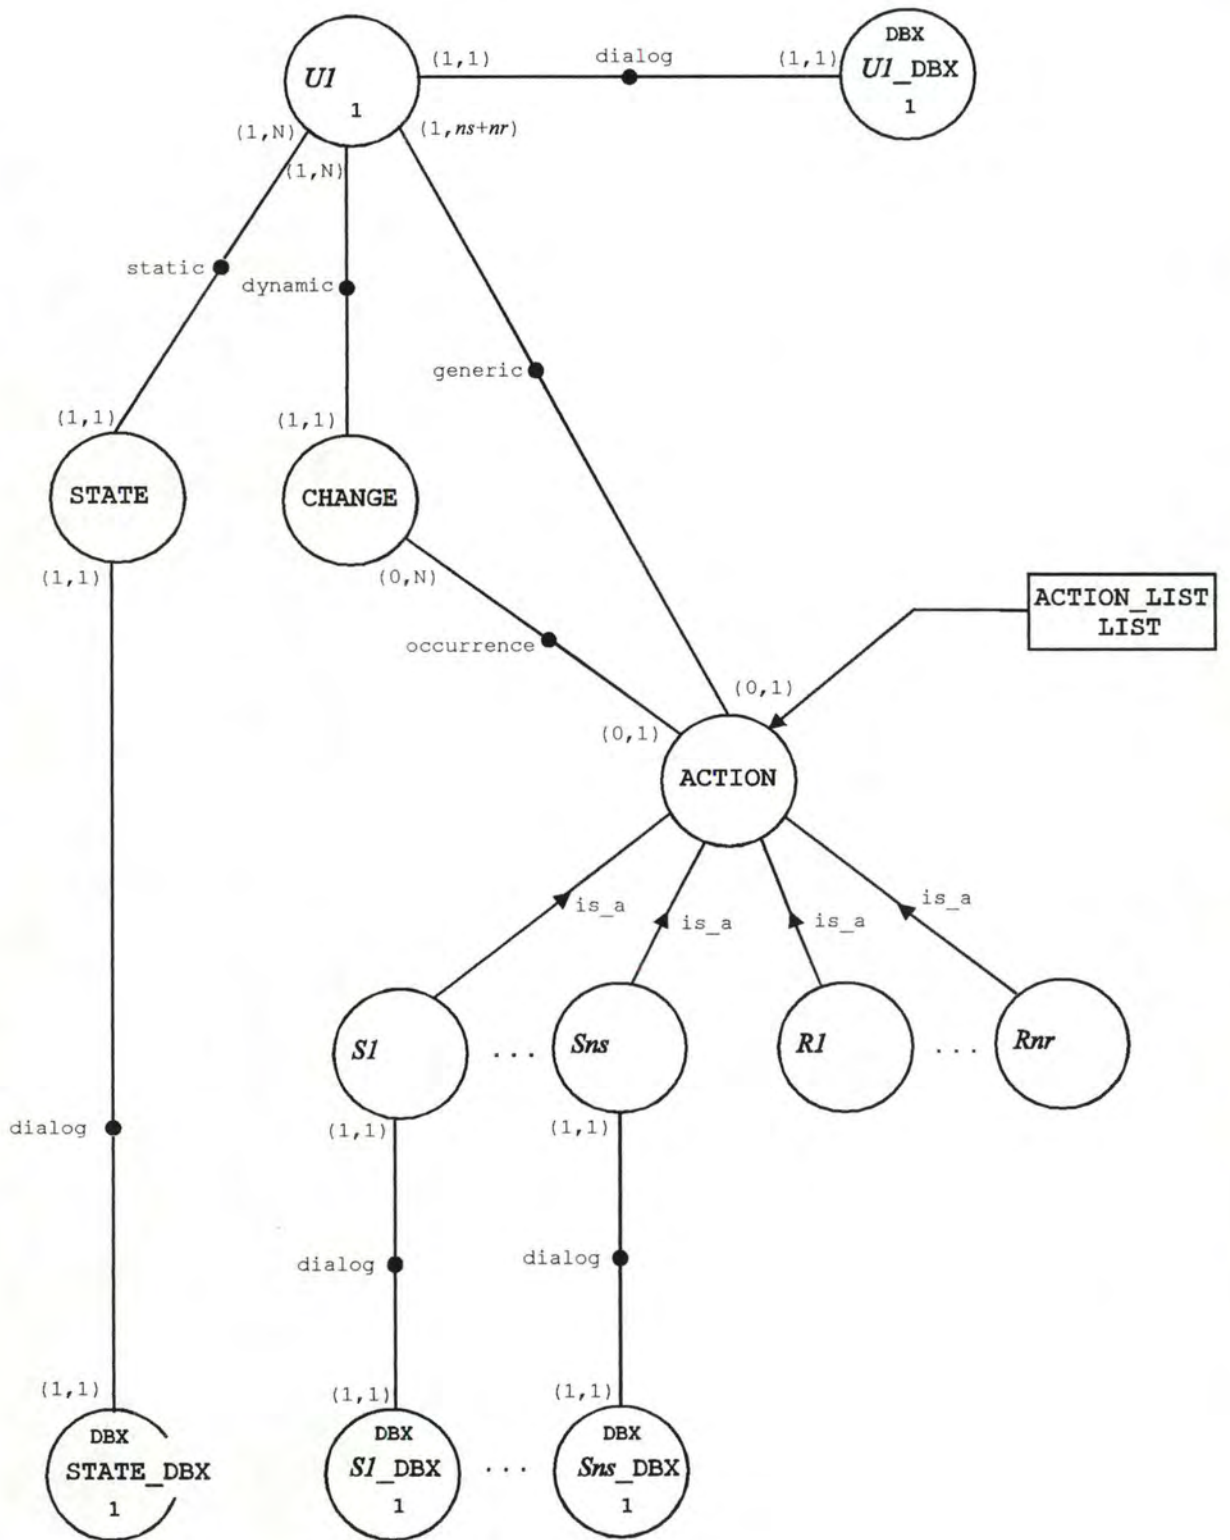 DBX
U1
(1,1)
dialog
(1,1)
U1_DBX
1
1
(1,N)
(1,ns+nr)
(1,N)
static
dynamic
generic
(1,1)
(1,1)
STATE
CHANGE
(1,1)
(0,N)
ACTION_LIST
LIST
occurrence
(0,1)
(0,1)
ACTION
is_a
is_a
is_a
is_a
S1
...
Sns
R1
...
Rnr
(1,1)
(1,1)
dialog
dialog
dialog
(1,1)
(1,1)
(1,1)
DBX
DBX
DBX
STATE_DBX
S1_DBX
...
Sns_DBX
1
1
1